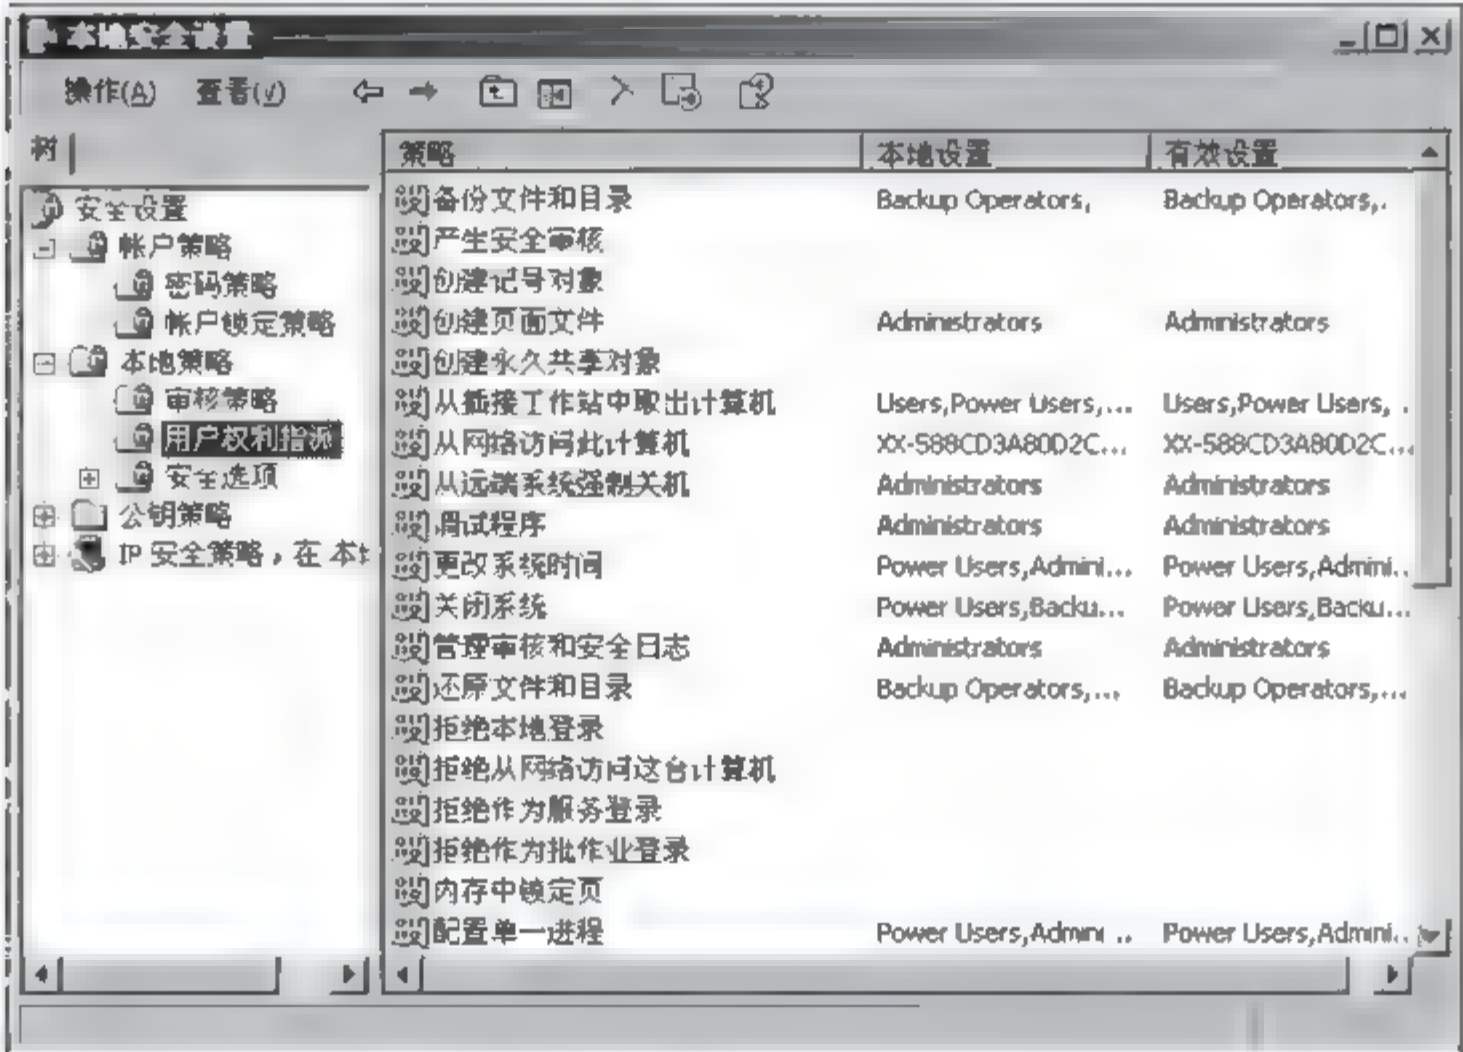 本地安全设置
操作(A) 查看(V)
树
安全设置
帐户策略
密码策略
帐户锁定策略
本地策略
审核策略
用户权利指派
安全选项
公钥策略
IP 安全策略，在 本地
策略 本地设置 有效设置
备份文件和目录 Backup Operators, Backup Operators,.
产生安全审核
创建记号对象
创建页面文件 Administrators Administrators
创建永久共享对象
从插接工作站中取出计算机 Users,Power Users,... Users,Power Users, .
从网络访问此计算机 XX-588CD3A80D2C... XX-588CD3A80D2C...
从远端系统强制关机 Administrators Administrators
调试程序 Administrators Administrators
更改系统时间 Power Users,Admini... Power Users,Admini..
关闭系统 Power Users,Backu... Power Users,Backu...
管理审核和安全日志 Administrators Administrators
还原文件和目录 Backup Operators,... Backup Operators,...
拒绝本地登录
拒绝从网络访问这台计算机
拒绝作为服务登录
拒绝作为批作业登录
内存中锁定页
配置单一进程 Power Users,Admini .. Power Users,Admini..